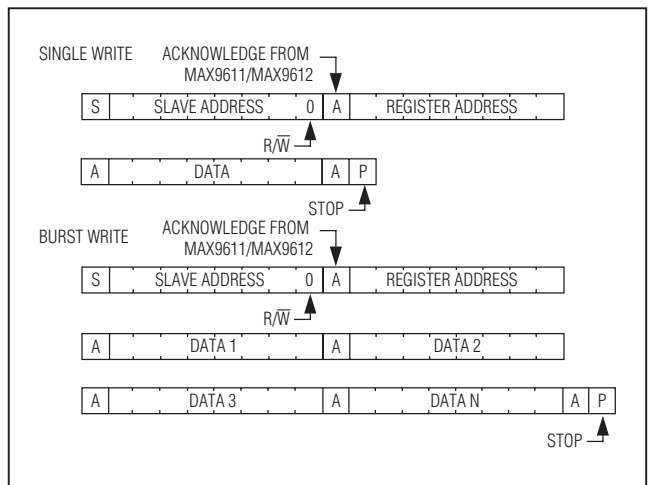 SINGLE WRITE ACKNOWLEDGE FROM
MAX9611/MAX9612
S SLAVE ADDRESS 0 A REGISTER ADDRESS
R/W̅
A DATA A P
STOP
BURST WRITE ACKNOWLEDGE FROM
MAX9611/MAX9612
S SLAVE ADDRESS 0 A REGISTER ADDRESS
R/W̅
A DATA 1 A DATA 2
A DATA 3 A DATA N A P
STOP